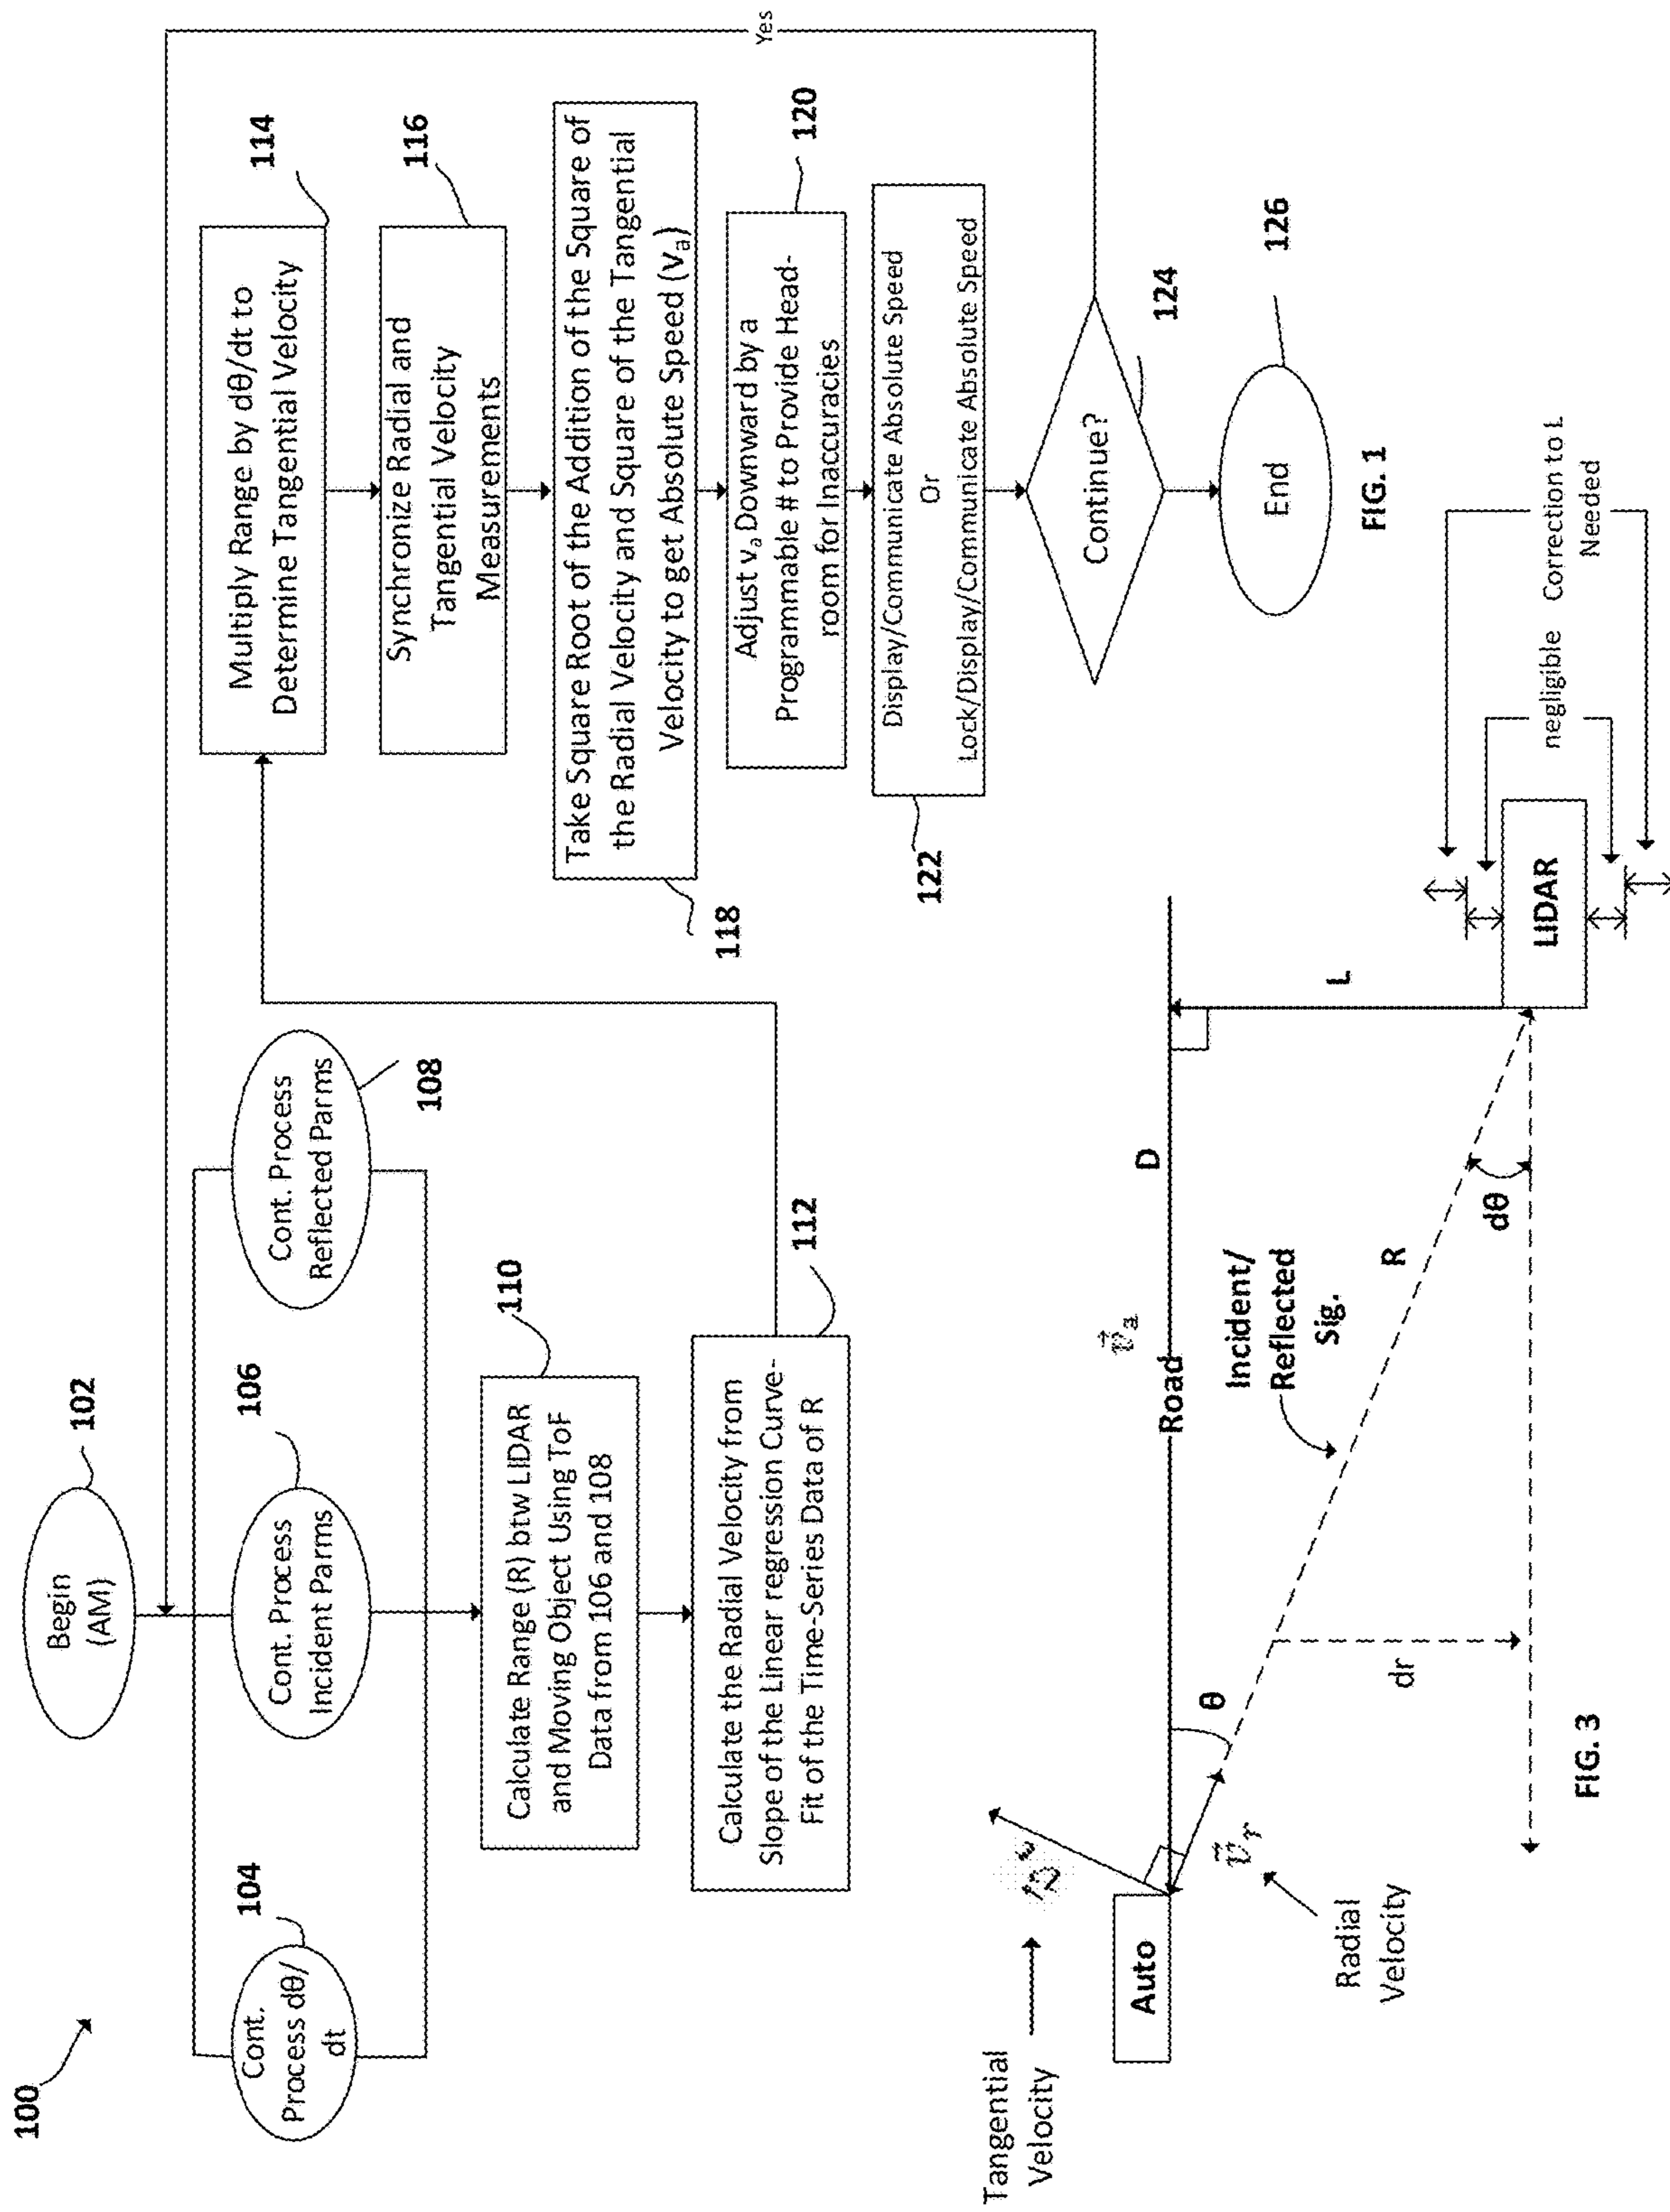 100
Begin
(AM)
102
Cont.
Process dθ/
dt
104
Cont. Process
Incident Parms
106
Cont. Process
Reflected Parms
108
Calculate Range (R) btw LIDAR
and Moving Object Using ToF
Data from 106 and 108
110
Calculate the Radial Velocity from
Slope of the Linear regression Curve-
Fit of the Time-Series Data of R
112
Multiply Range by dθ/dt to
Determine Tangential Velocity
114
Synchronize Radial and
Tangential Velocity
Measurements
116
Take Square Root of the Addition of the Square of
the Radial Velocity and Square of the Tangential
Velocity to get Absolute Speed (va)
118
Adjust va Downward by a
Programmable # to Provide Head-
room for Inaccuracies
120
Display/Communicate Absolute Speed
Or
Lock/Display/Communicate Absolute Speed
122
Continue?
124
Yes
End
126
FIG. 1
Tangential
Velocity
Auto
v⃗r
Radial
Velocity
θ
v⃗a
Road
D
Incident/
Reflected
Sig.
R
dr
dθ
L
LIDAR
negligible
Correction to L
Needed
FIG. 3